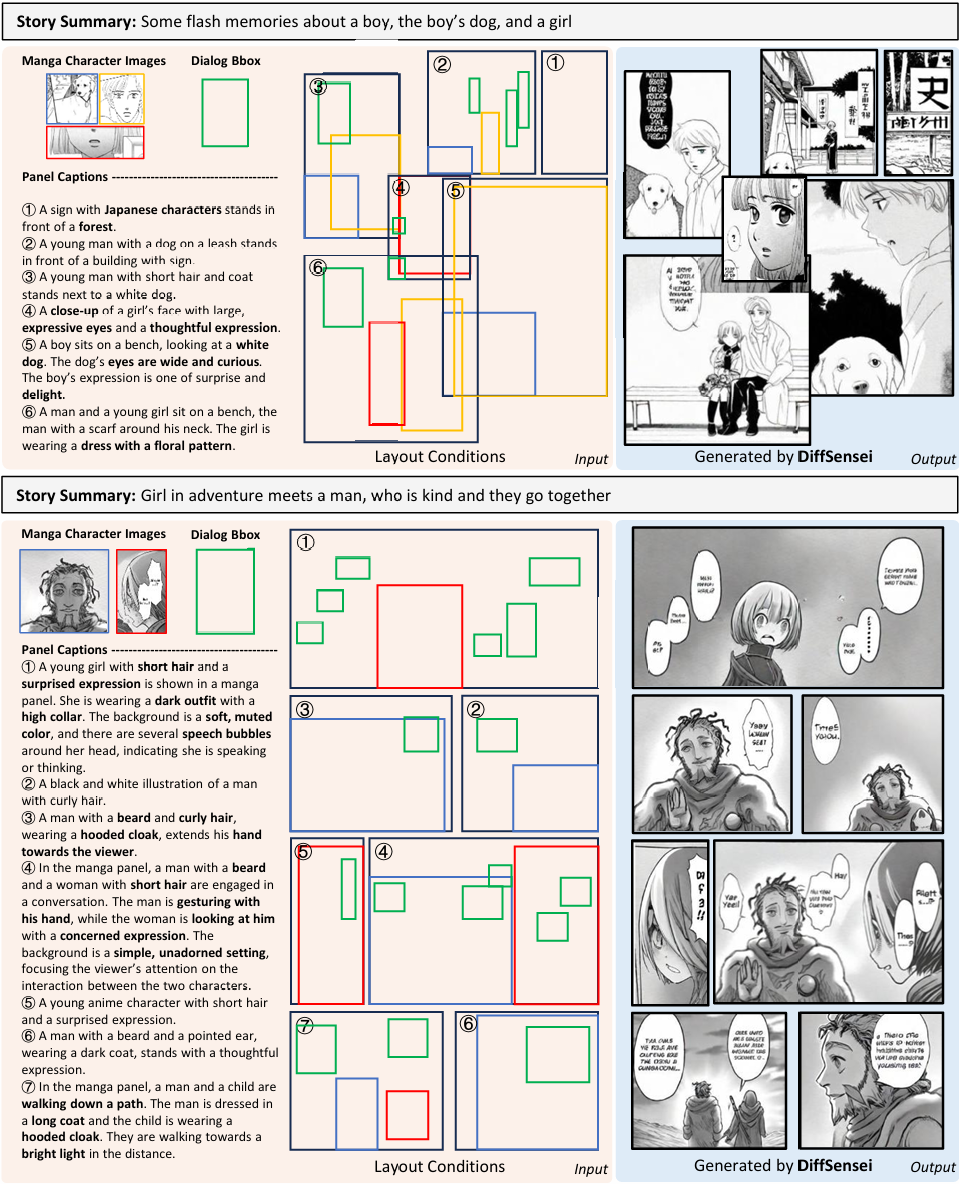 Story Summary: Some flash memories about a boy, the boy's dog, and a girl
Manga Character Images
Dialog Bbox
Panel Captions ----------------------------------
① A sign with Japanese characters stands in
front of a forest.
② A young man with a dog on a leash stands
in front of a building with sign.
③ A young man with short hair and coat
stands next to a white dog.
④ A close-up of a girl's face with large,
expressive eyes and a thoughtful expression.
⑤ A boy sits on a bench, looking at a white
dog. The dog's eyes are wide and curious.
The boy's expression is one of surprise and
delight.
⑥ A man and a young girl sit on a bench, the
man with a scarf around his neck. The girl is
wearing a dress with a floral pattern.
③
②
①
④
⑤
⑥
Layout Conditions
Input
?
Generated by DiffSensei
Output
Story Summary: Girl in adventure meets a man, who is kind and they go together
Manga Character Images
Dialog Bbox
Panel Captions ----------------------------------
① A young girl with short hair and a
surprised expression is shown in a manga
panel. She is wearing a dark outfit with a
high collar. The background is a soft, muted
color, and there are several speech bubbles
around her head, indicating she is speaking
or thinking.
② A black and white illustration of a man
with curly hair.
③ A man with a beard and curly hair,
wearing a hooded cloak, extends his hand
towards the viewer.
④ In the manga panel, a man with a beard
and a woman with short hair are engaged in
a conversation. The man is gesturing with
his hand, while the woman is looking at him
with a concerned expression. The
background is a simple, unadorned setting,
focusing the viewer's attention on the
interaction between the two characters.
⑤ A young anime character with short hair
and a surprised expression.
⑥ A man with a beard and a pointed ear,
wearing a dark coat, stands with a thoughtful
expression.
⑦ In the manga panel, a man and a child are
walking down a path. The man is dressed in
a long coat and the child is wearing a
hooded cloak. They are walking towards a
bright light in the distance.
①
③
②
⑤
④
⑦
⑥
Layout Conditions
Input
Hay
Generated by DiffSensei
Output